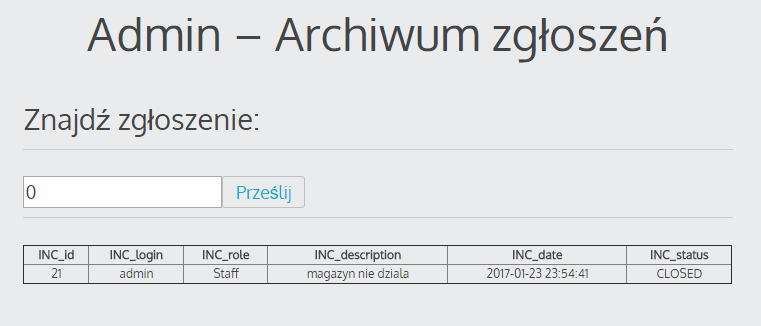 Admin – Archiwum zgłoszeń
Znajdź zgłoszenie:
0 Prześlij
INC_id INC_login INC_role INC_description INC_date INC_status
21 admin Staff magazyn nie dziala 2017-01-23 23:54:41 CLOSED